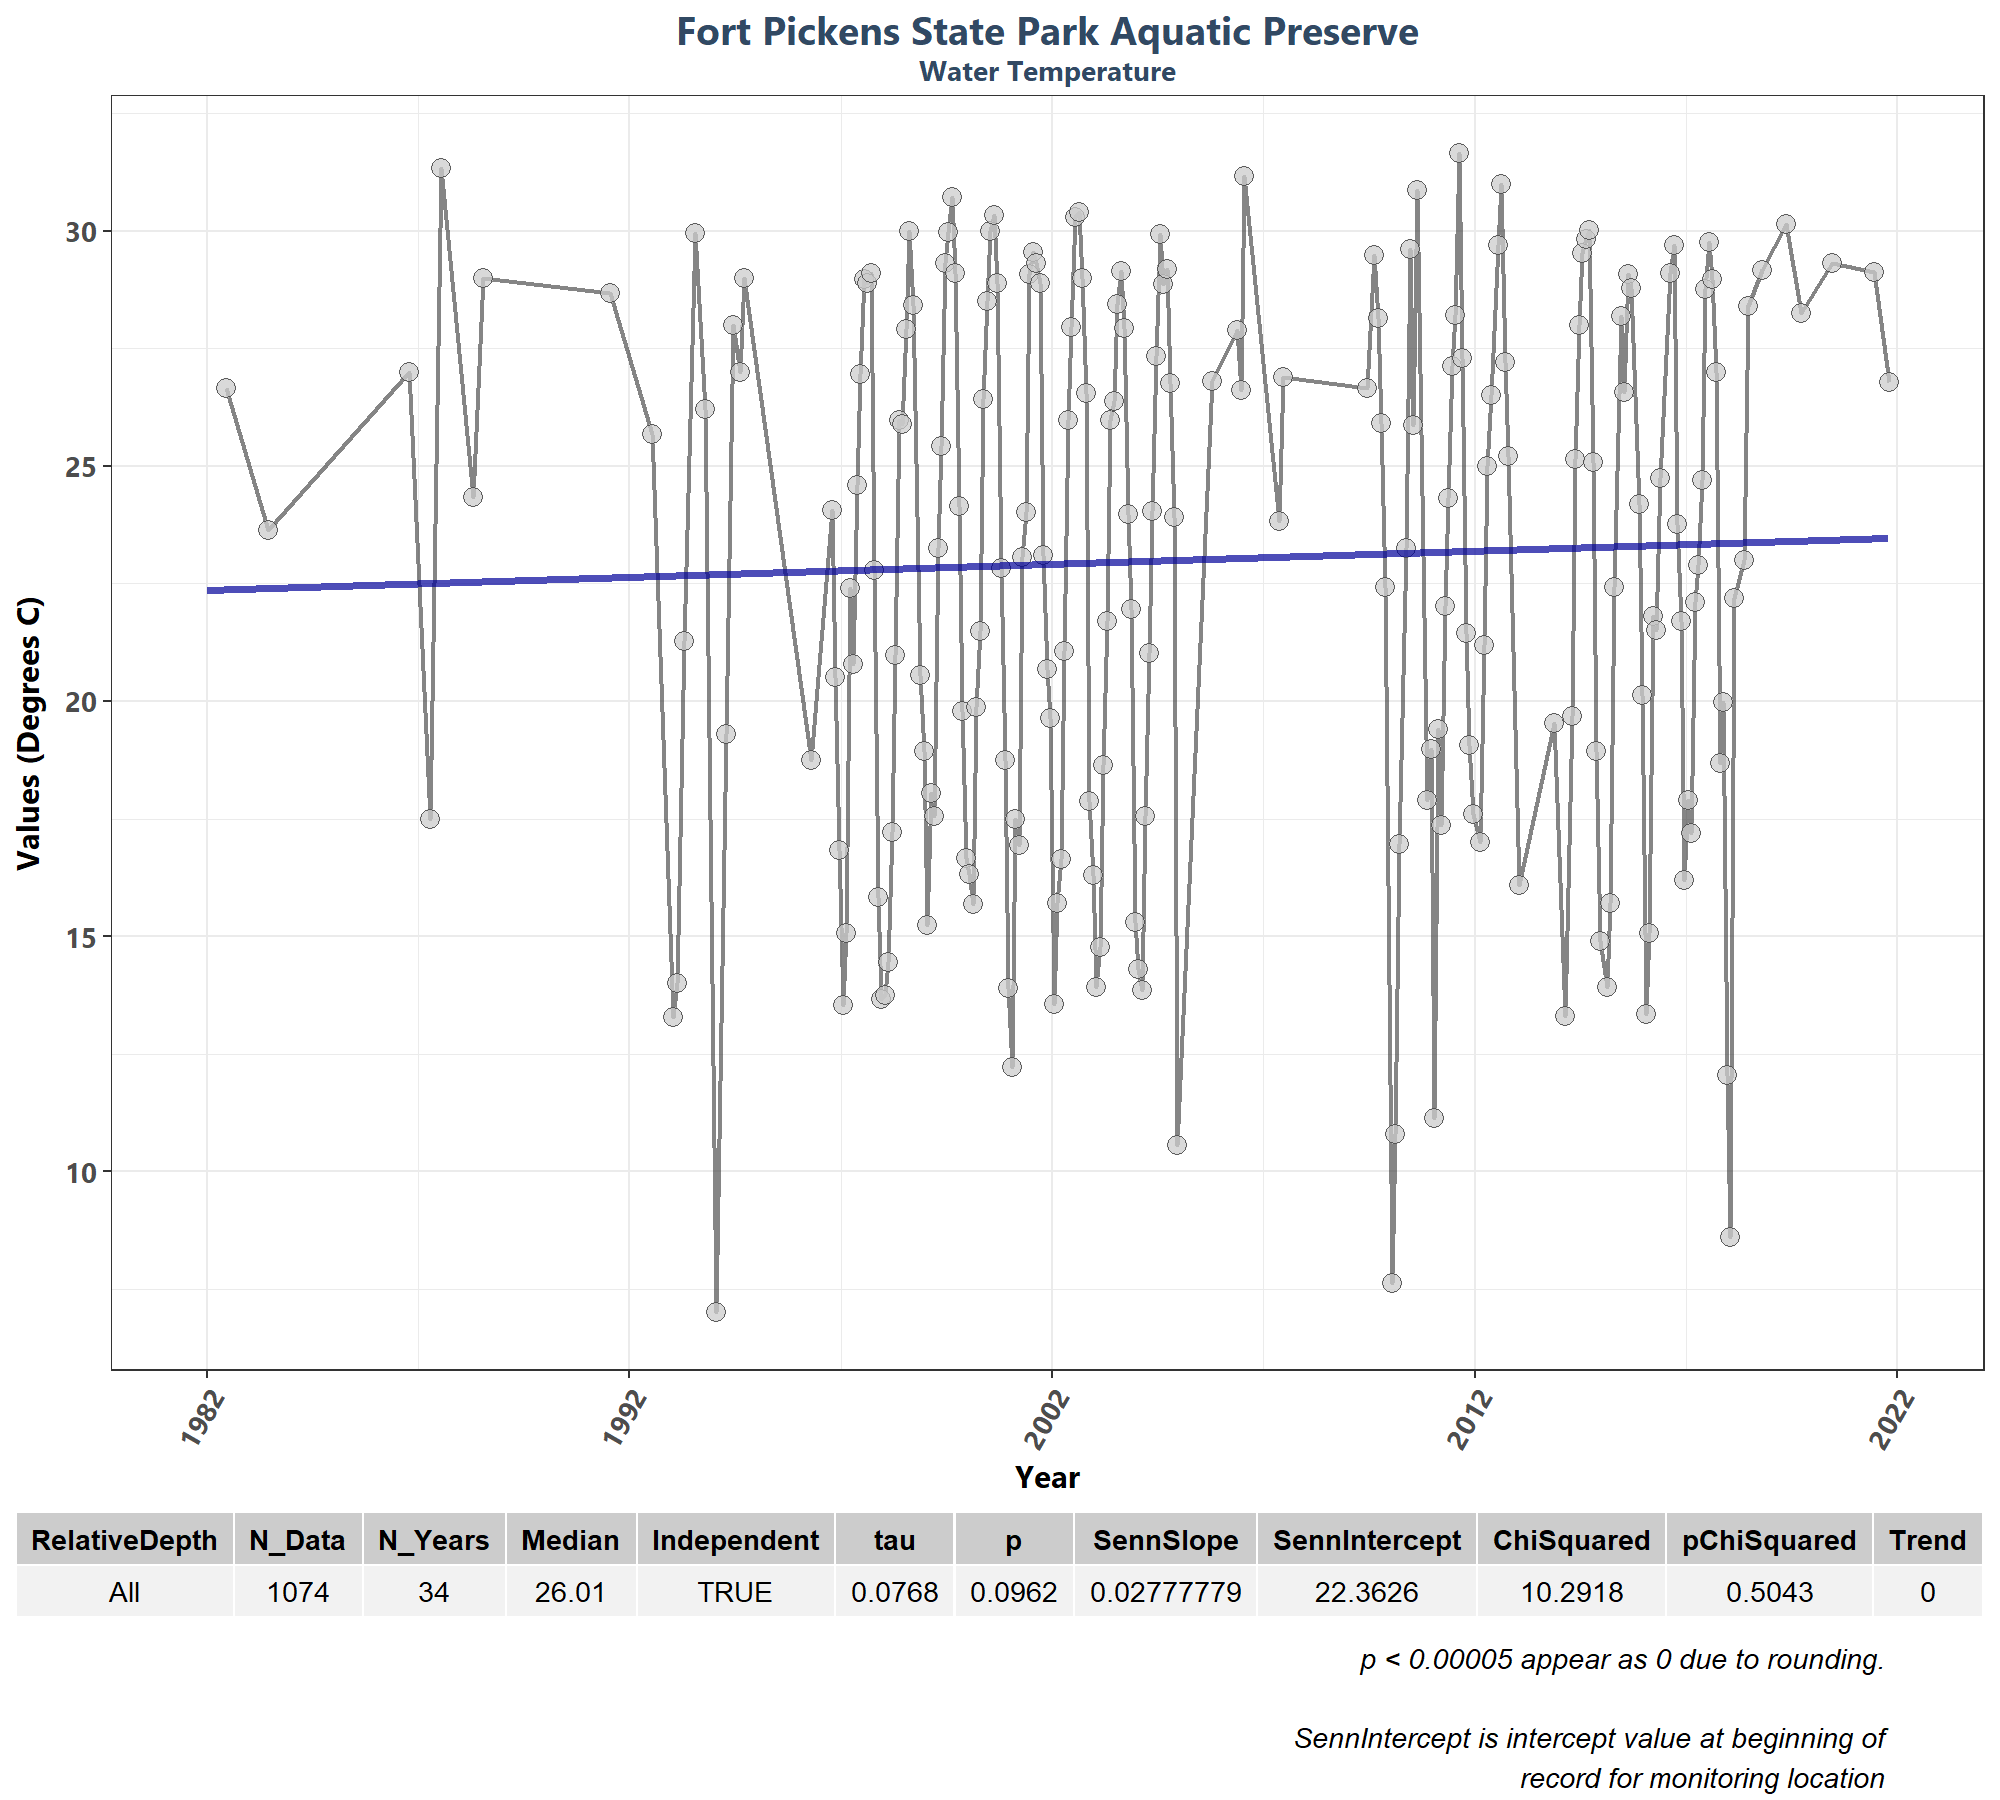 Fort Pickens State Park Aquatic Preserve
Water Temperature
Values (Degrees C)
30
25
20
15
10
1982
1992
2002
2012
2022
Year
RelativeDepth N_Data N_Years Median Independent tau p SennSlope SennIntercept ChiSquared pChiSquared Trend
All 1074 34 26.01 TRUE 0.0768 0.0962 0.02777779 22.3626 10.2918 0.5043 0
p < 0.00005 appear as 0 due to rounding.
SennIntercept is intercept value at beginning of
record for monitoring location